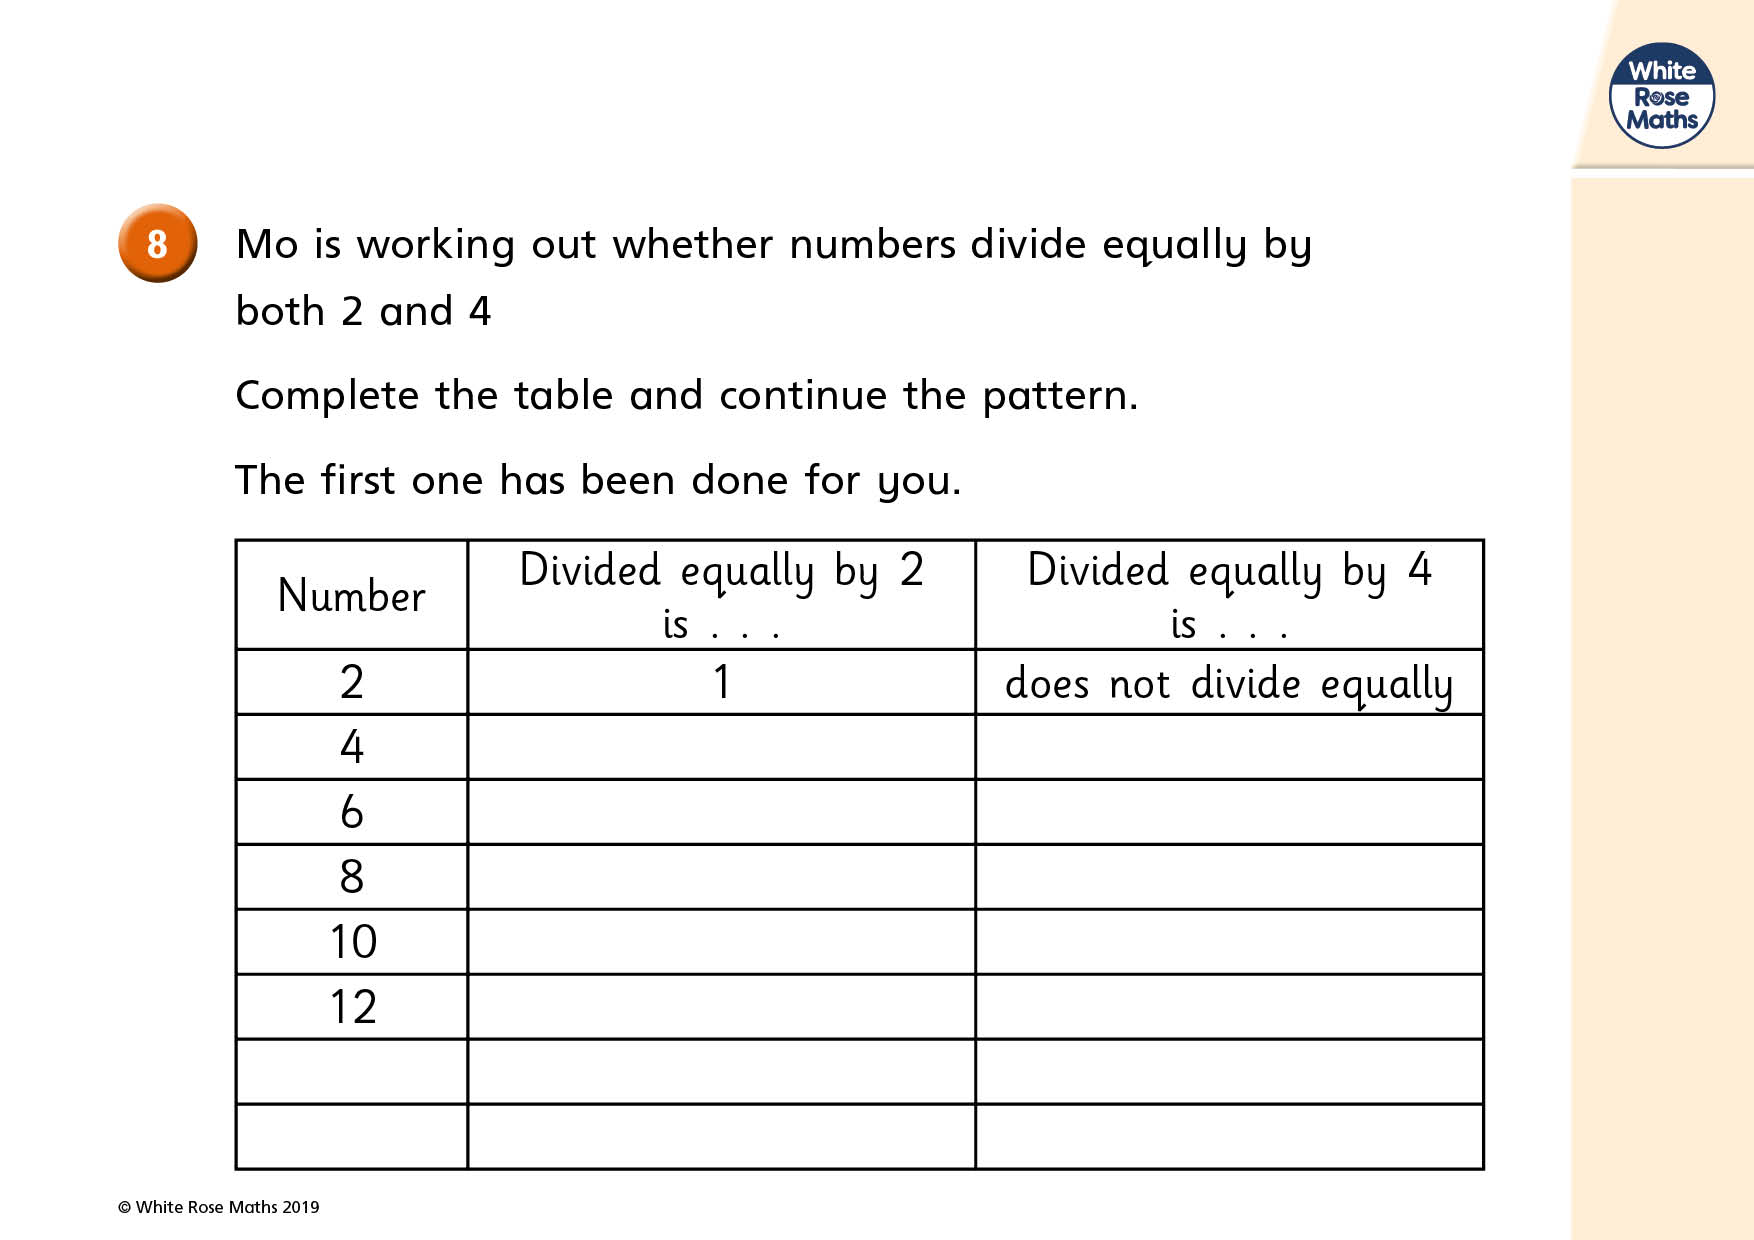 White
Rose
Maths
8 Mo is working out whether numbers divide equally by
both 2 and 4
Complete the table and continue the pattern.
The first one has been done for you.
Number Divided equally by 2 is . . . Divided equally by 4 is . . .
2 1 does not divide equally
4
6
8
10
12
© White Rose Maths 2019